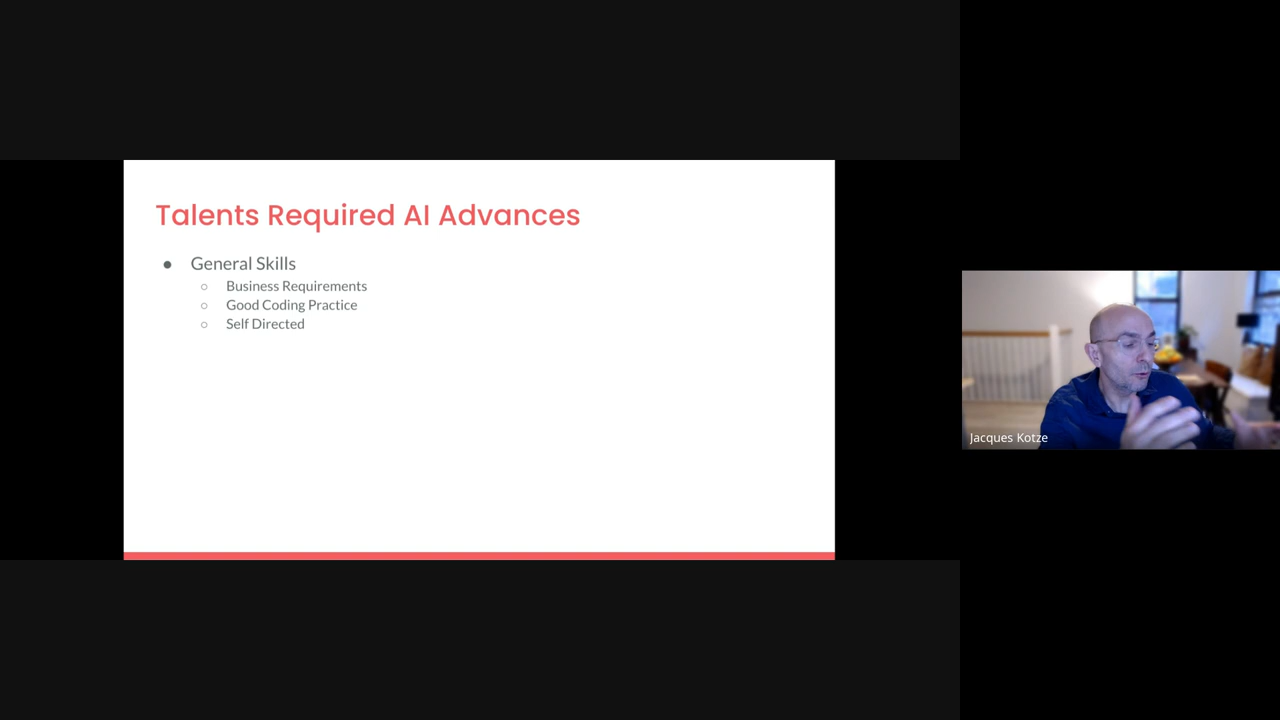 Talents Required AI Advances
● General Skills
○ Business Requirements
○ Good Coding Practice
○ Self Directed
Jacques Kotze